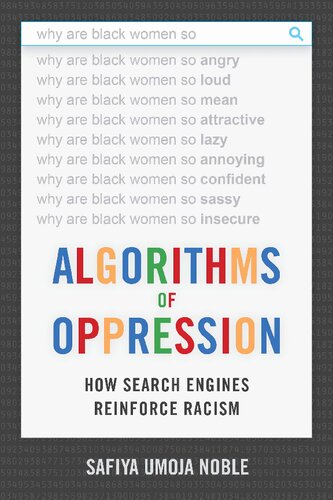 why are black women so
why are black women so angry
why are black women so loud
why are black women so mean
why are black women so attractive
why are black women so lazy
why are black women so annoying
why are black women so confident
why are black women so sassy
why are black women so insecure
ALGORITHMS
OF
OPPRESSION
HOW SEARCH ENGINES
REINFORCE RACISM
SAFIYA UMOJA NOBLE